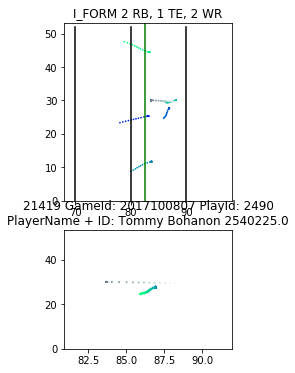 I_FORM 2 RB, 1 TE, 2 WR
50
40
30
20
10
0
70 80 90
21419 GameId: 2017100807 PlayId: 2490
PlayerName + ID: Tommy Bohanon 2540225.0
40
20
0
82.5 85.0 87.5 90.0